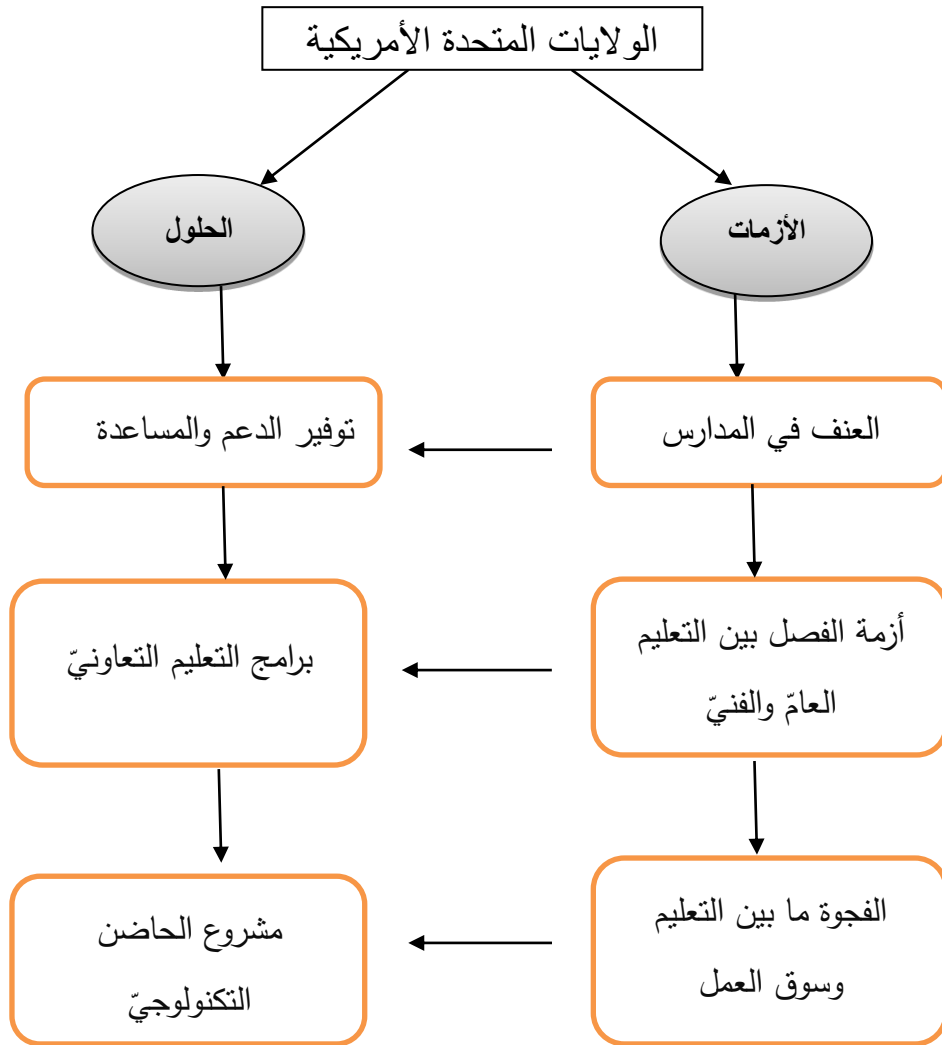 الولايات المتحدة الأمريكية
الأزمات
الحلول
العنف في المدارس
توفير الدعم والمساعدة
أزمة الفصل بين التعليم
العامّ والفنيّ
برامج التعليم التعاونيّ
الفجوة ما بين التعليم
وسوق العمل
مشروع الحاضن
التكنولوجيّ